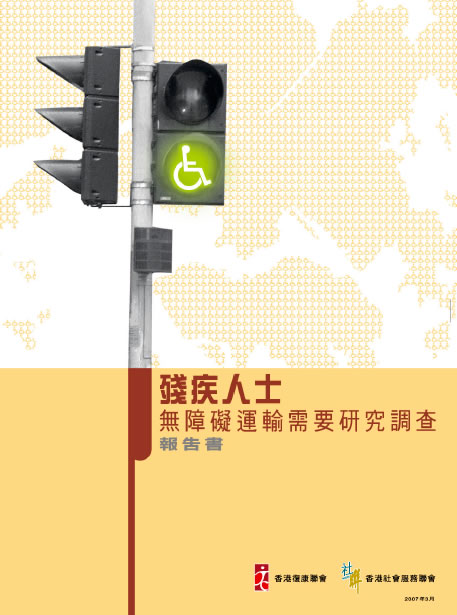 殘疾人士
無障礙運輸需要研究調查
報告書
香港復康聯會
社聯
香港社會服務聯會
2007年3月